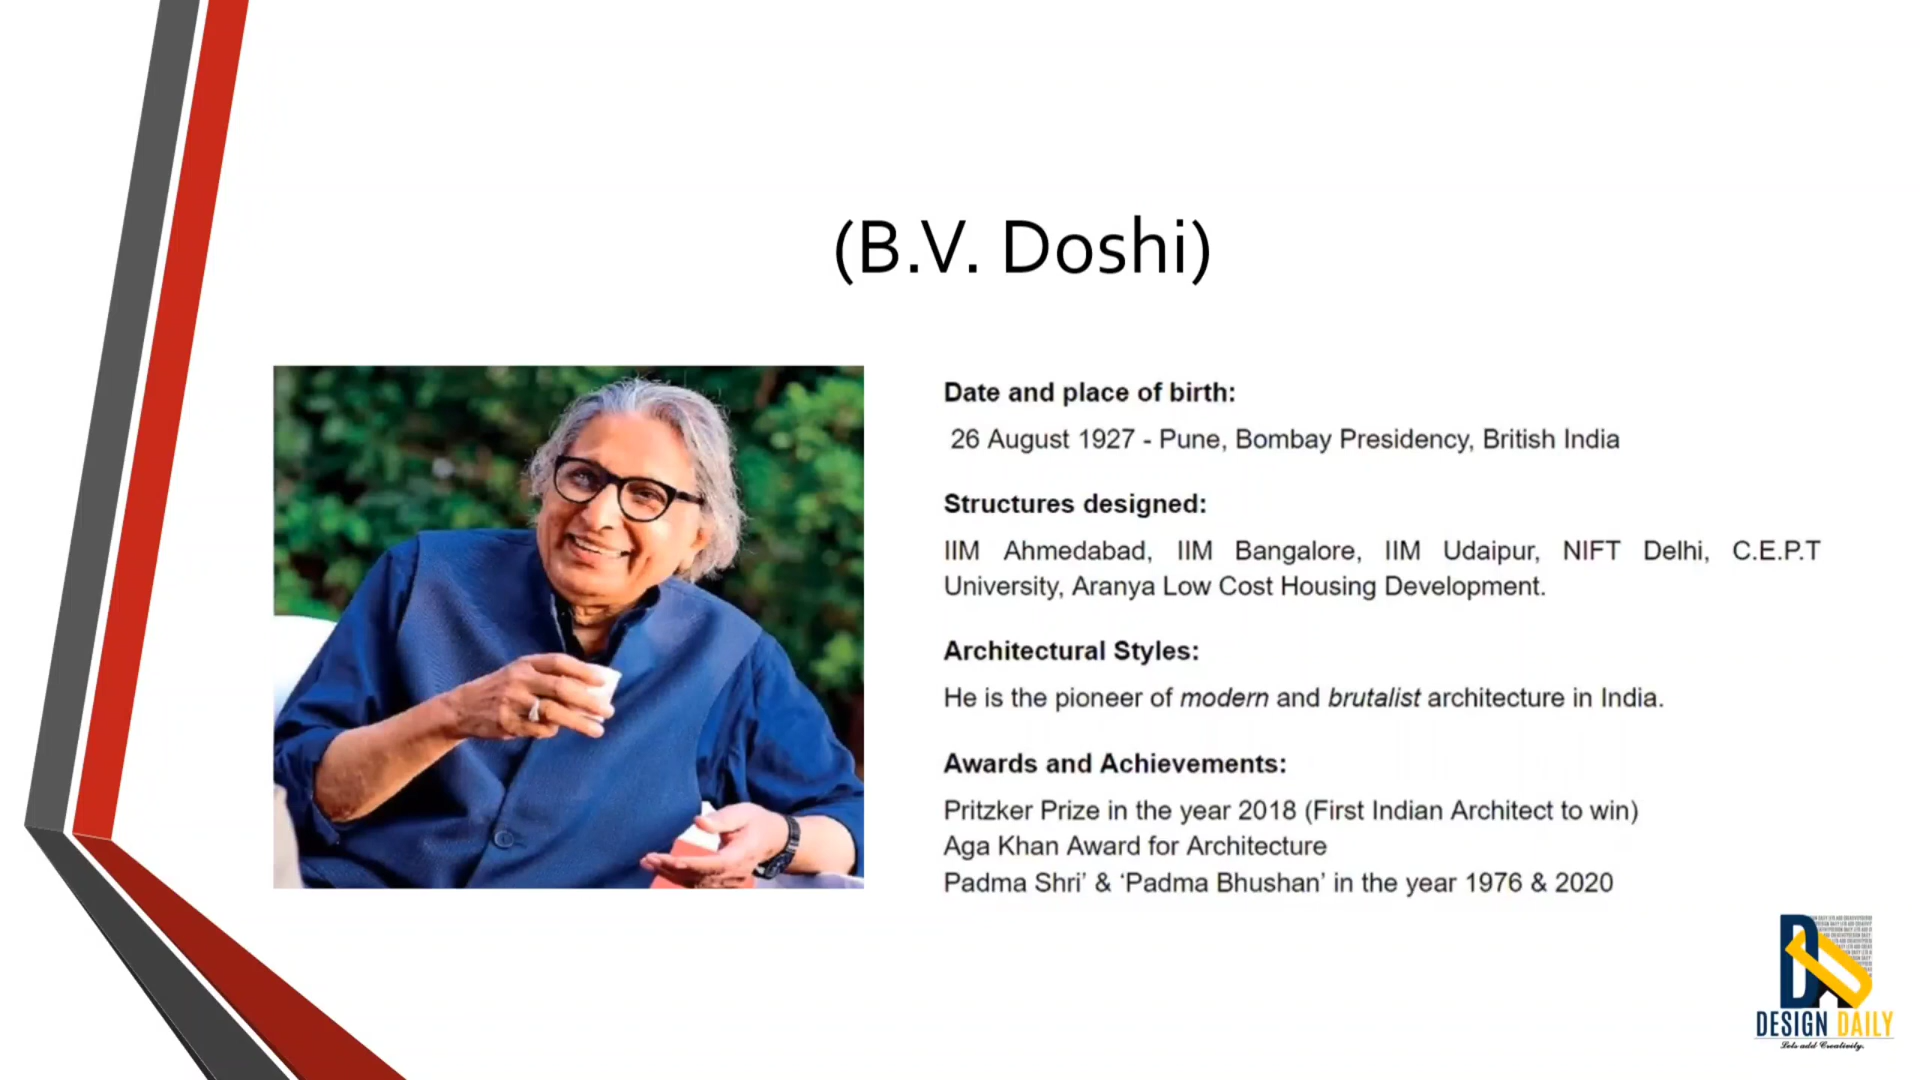 (B.V. Doshi)
Date and place of birth:
26 August 1927 - Pune, Bombay Presidency, British India
Structures designed:
IIM Ahmedabad, IIM Bangalore, IIM Udaipur, NIFT Delhi, C.E.P.T
University, Aranya Low Cost Housing Development.
Architectural Styles:
He is the pioneer of modern and brutalist architecture in India.
Awards and Achievements:
Pritzker Prize in the year 2018 (First Indian Architect to win)
Aga Khan Award for Architecture
Padma Shri’ & ‘Padma Bhushan’ in the year 1976 & 2020
DESIGN DAILY
Lets add Creativity.